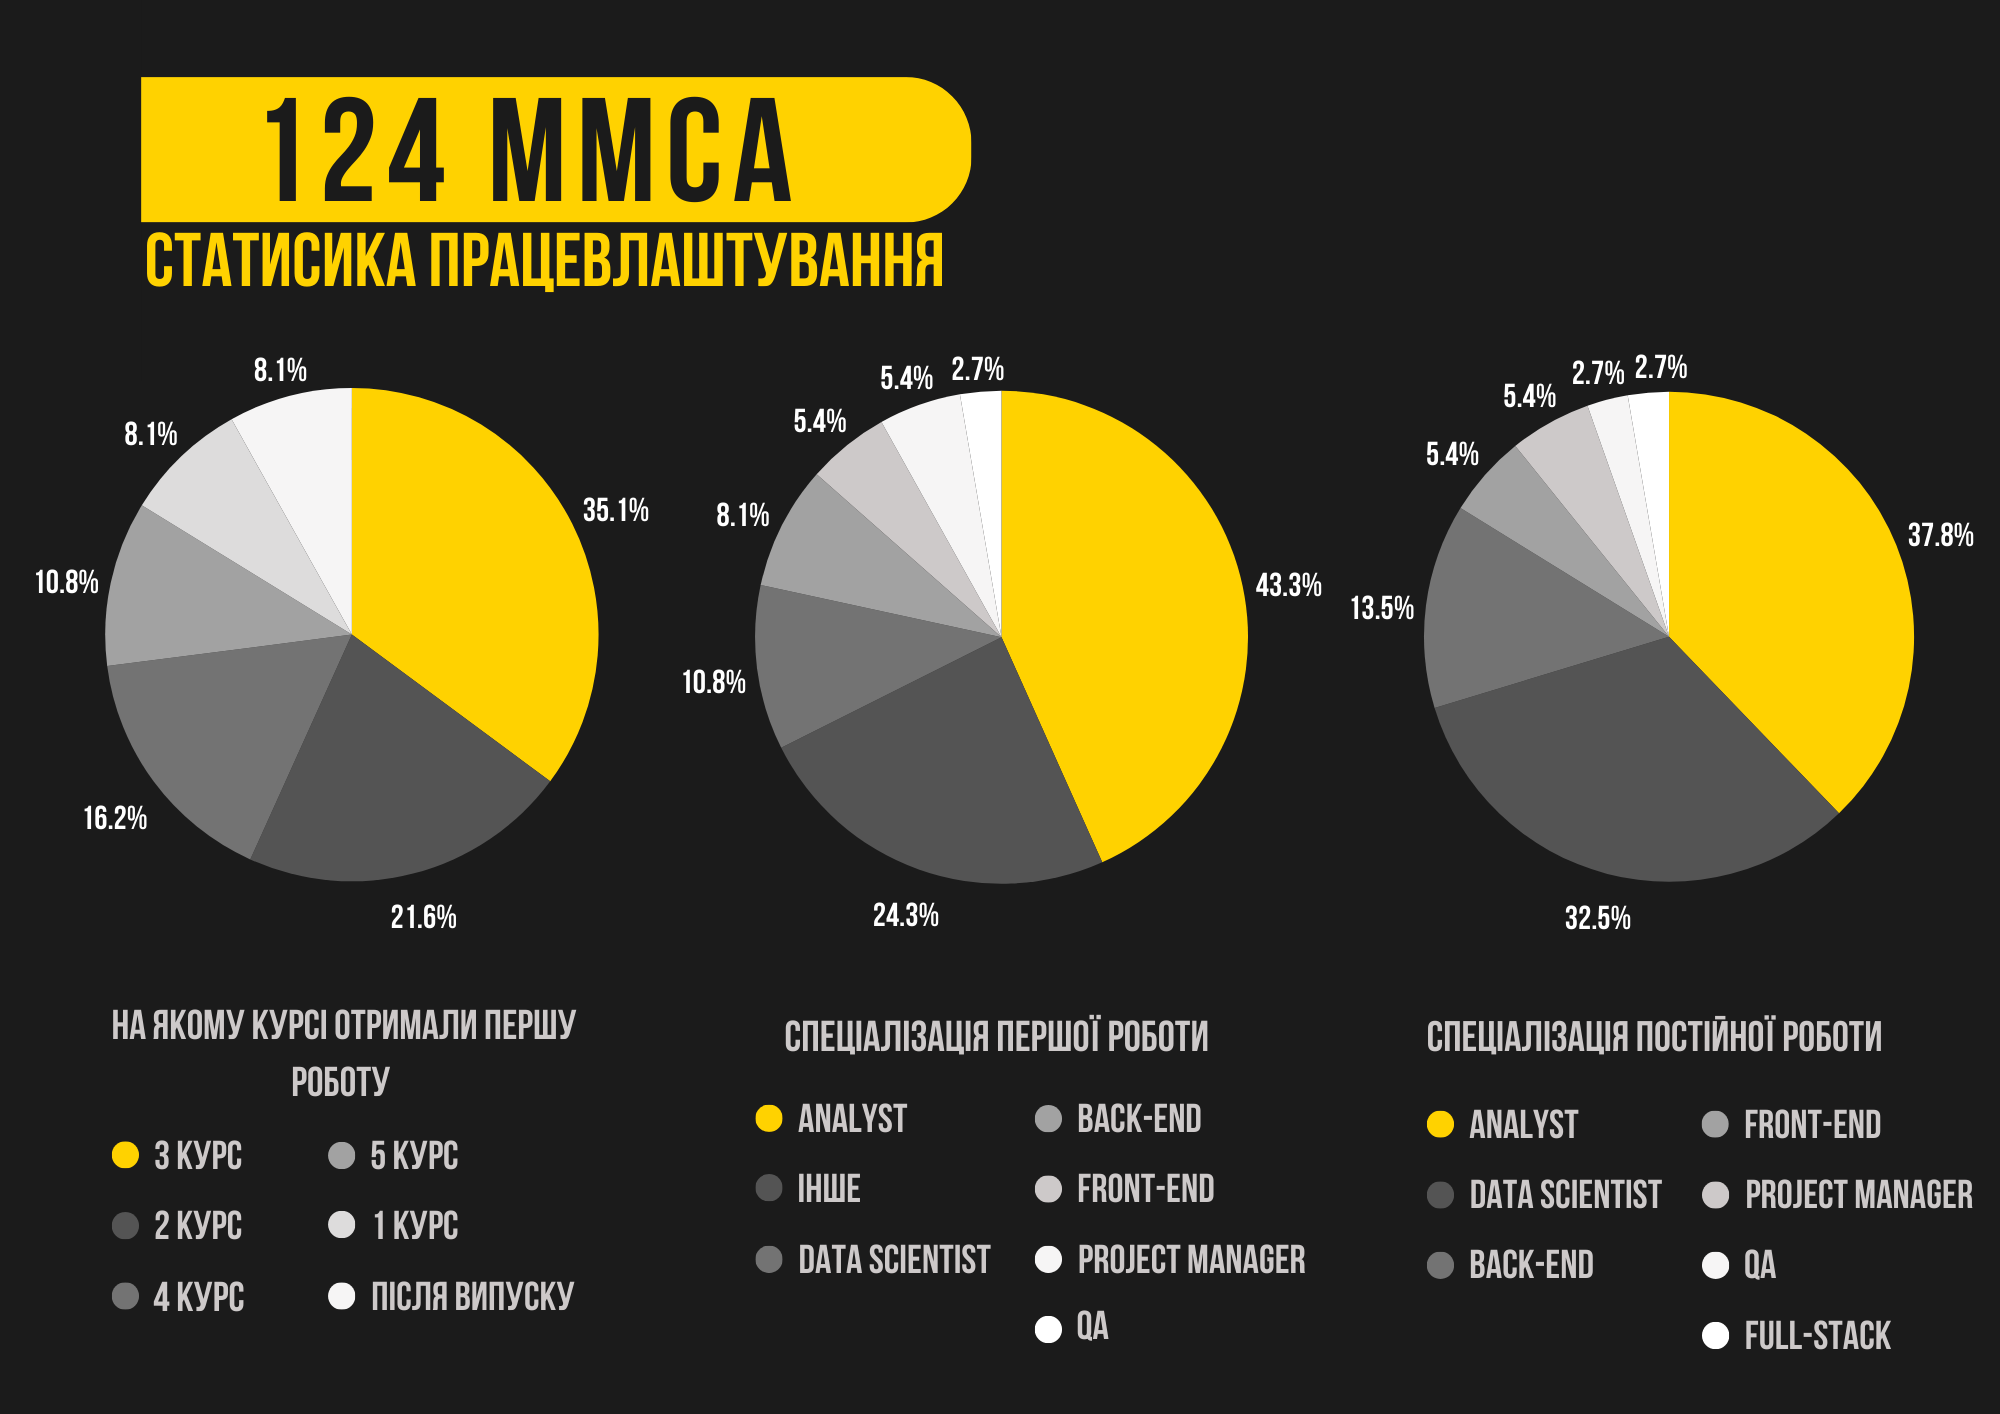 124 ММСА
СТАТИСИКА ПРАЦЕВЛАШТУВАННЯ
8.1%
8.1%
10.8%
16.2%
21.6%
35.1%
НА ЯКОМУ КУРСІ ОТРИМАЛИ ПЕРШУ
РОБОТУ
3 КУРС
2 КУРС
4 КУРС
5 КУРС
1 КУРС
ПІСЛЯ ВИПУСКУ
2.7%
5.4%
5.4%
8.1%
10.8%
24.3%
43.3%
СПЕЦІАЛІЗАЦІЯ ПЕРШОЇ РОБОТИ
ANALYST
ІНШЕ
DATA SCIENTIST
BACK-END
FRONT-END
PROJECT MANAGER
QA
2.7%
2.7%
5.4%
5.4%
13.5%
32.5%
37.8%
СПЕЦІАЛІЗАЦІЯ ПОСТІЙНОЇ РОБОТИ
ANALYST
DATA SCIENTIST
BACK-END
FRONT-END
PROJECT MANAGER
QA
FULL-STACK